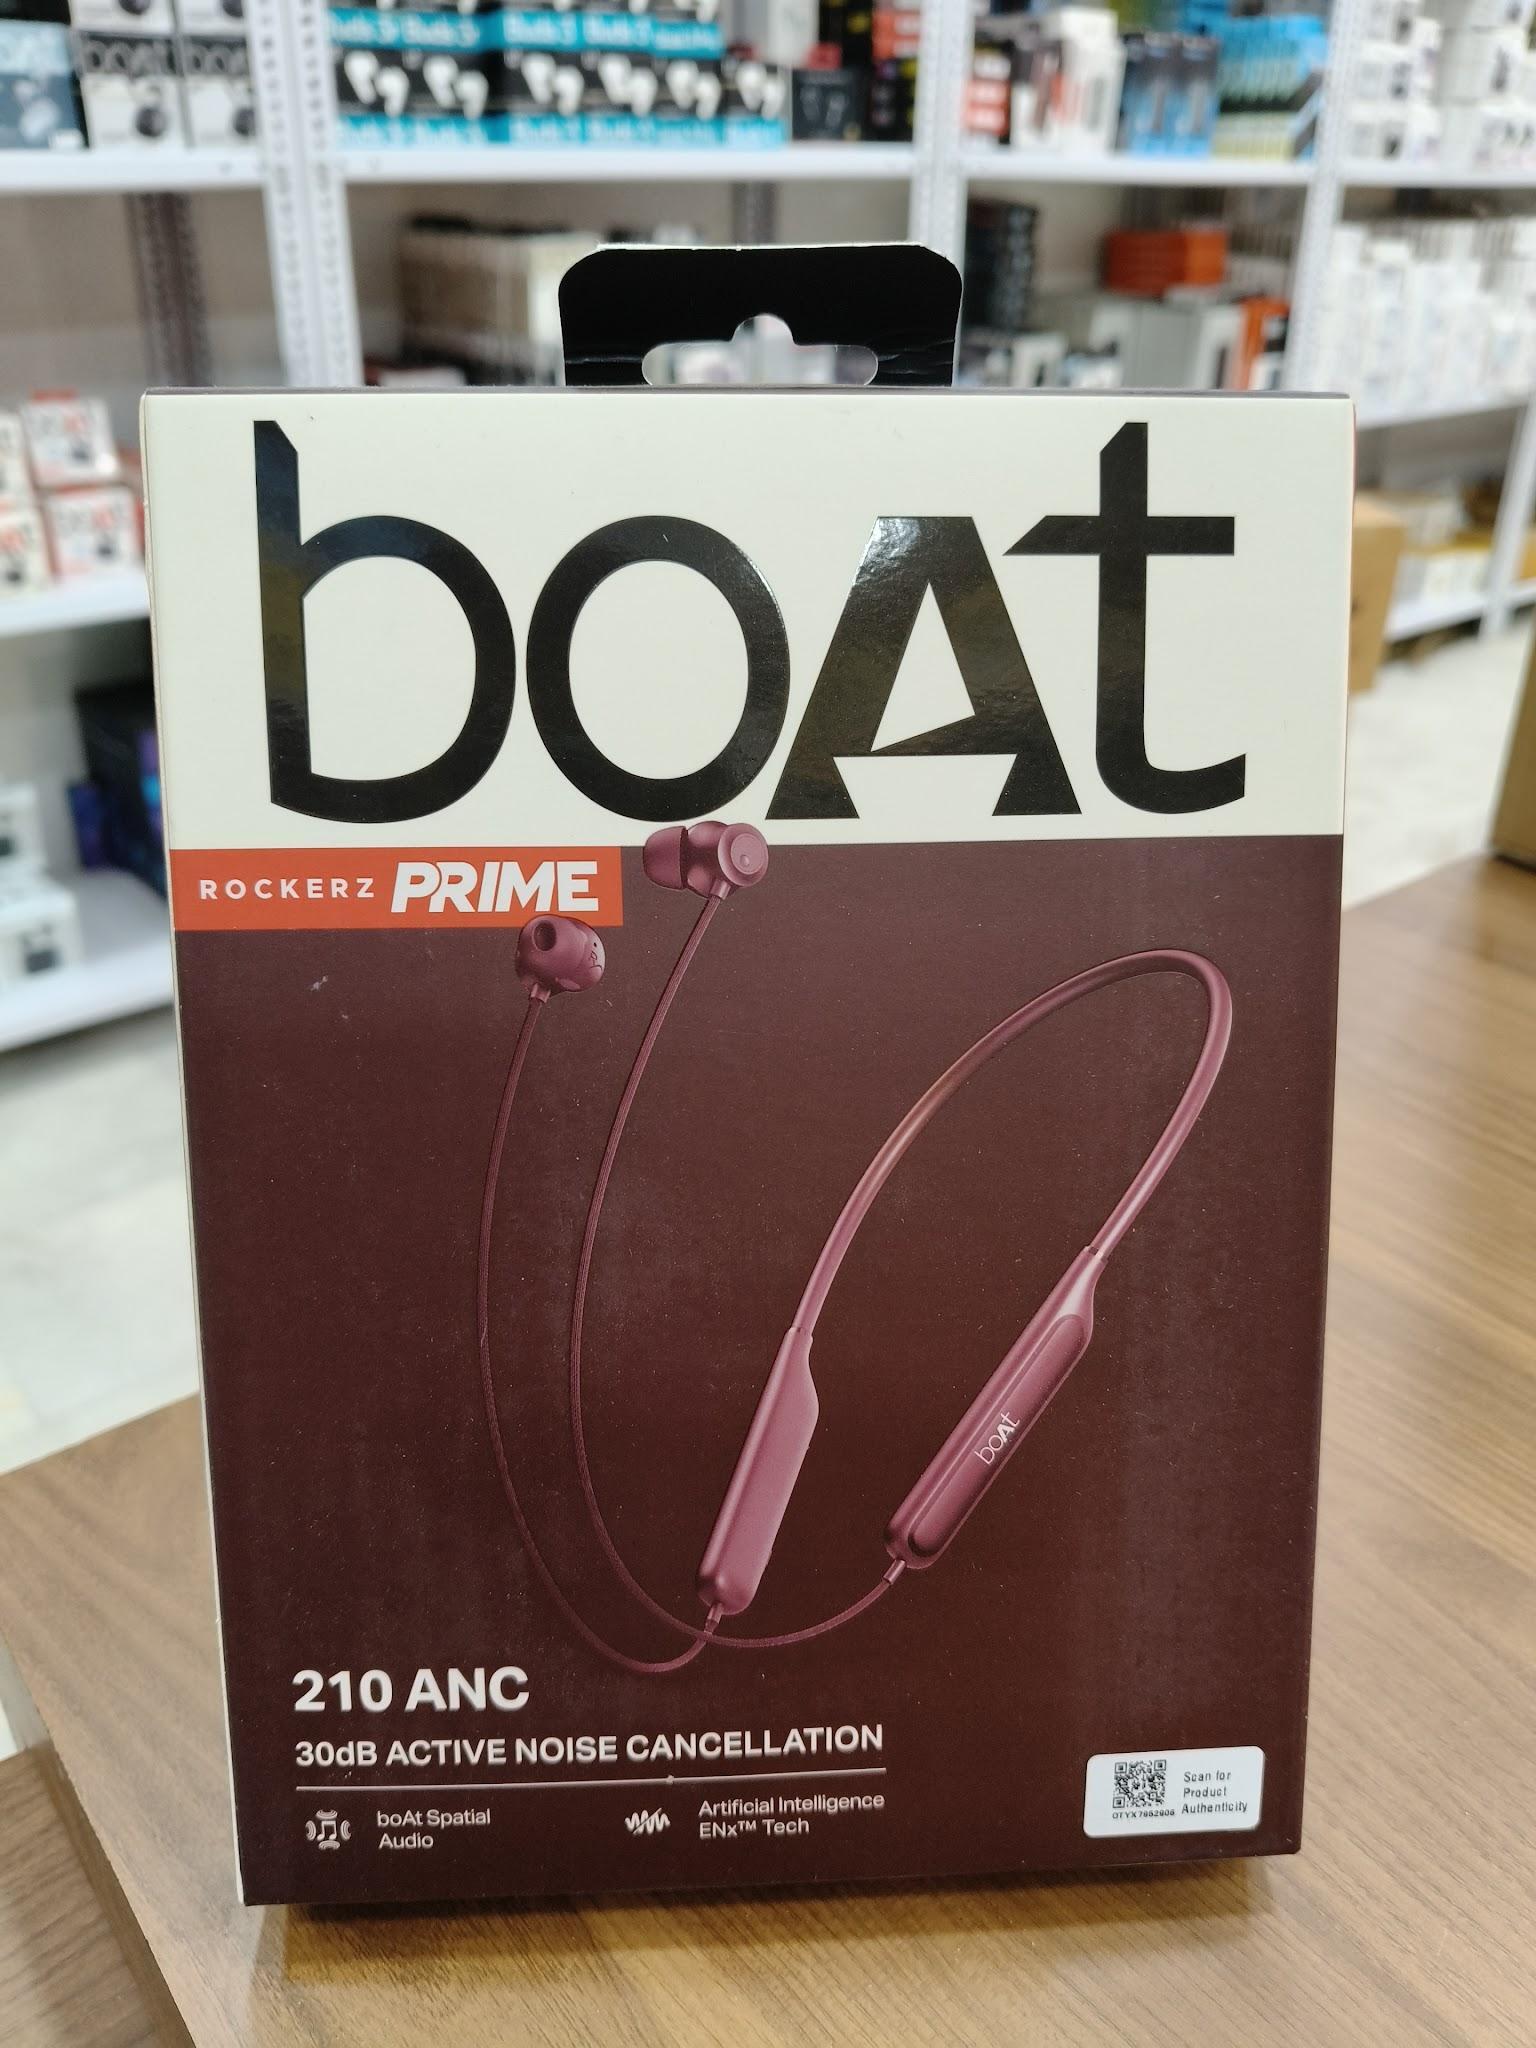 boAt
ROCKERZ PRIME
boAt
210 ANC
30dB ACTIVE NOISE CANCELLATION
boAt Spatial
Audio
Artificial Intelligence
ENx™ Tech
Scan for
Product
Authenticity